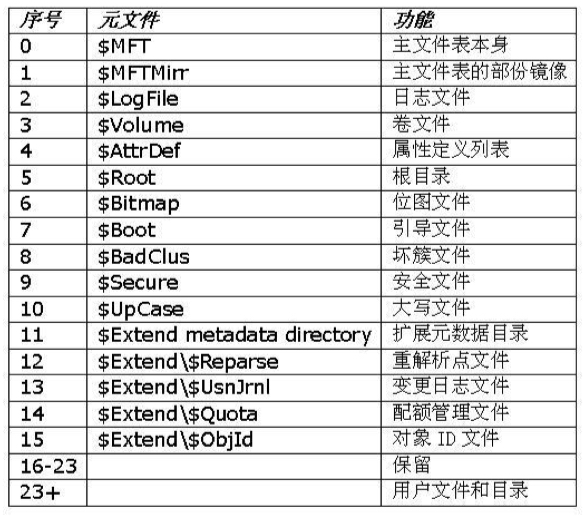 序号 元文件 功能
0 $MFT 主文件表本身
1 $MFTMirr 主文件表的部份镜像
2 $LogFile 日志文件
3 $Volume 卷文件
4 $AttrDef 属性定义列表
5 $Root 根目录
6 $Bitmap 位图文件
7 $Boot 引导文件
8 $BadClus 坏簇文件
9 $Secure 安全文件
10 $UpCase 大写文件
11 $Extend metadata directory 扩展元数据目录
12 $Extend\$Reparse 重解析点文件
13 $Extend\$UsnJrnl 变更日志文件
14 $Extend\$Quota 配额管理文件
15 $Extend\$ObjId 对象 ID 文件
16-23 保留
23+ 用户文件和目录